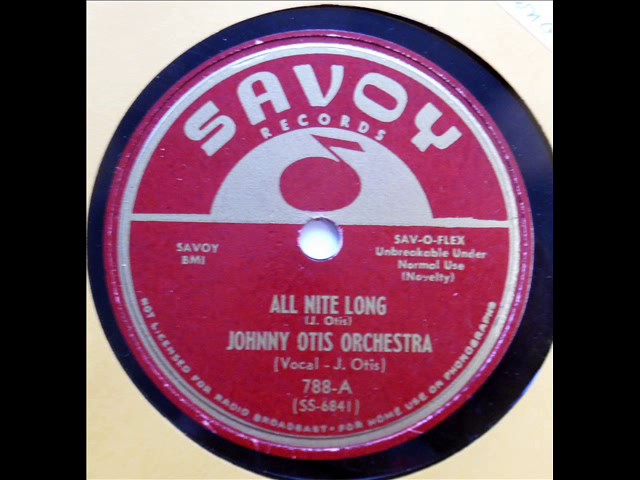 SAVOY
RECORDS
SAVOY
BMI
SAV-O-FLEX
Unbreakable Under
Normal Use
(Novelty)
ALL NITE LONG
(J. Otis)
JOHNNY OTIS ORCHESTRA
(Vocal - J. Otis)
788-A
(SS-6841)
NOT LICENSED FOR RADIO BROADCAST • FOR HOME USE ON PHONOGRAPHS